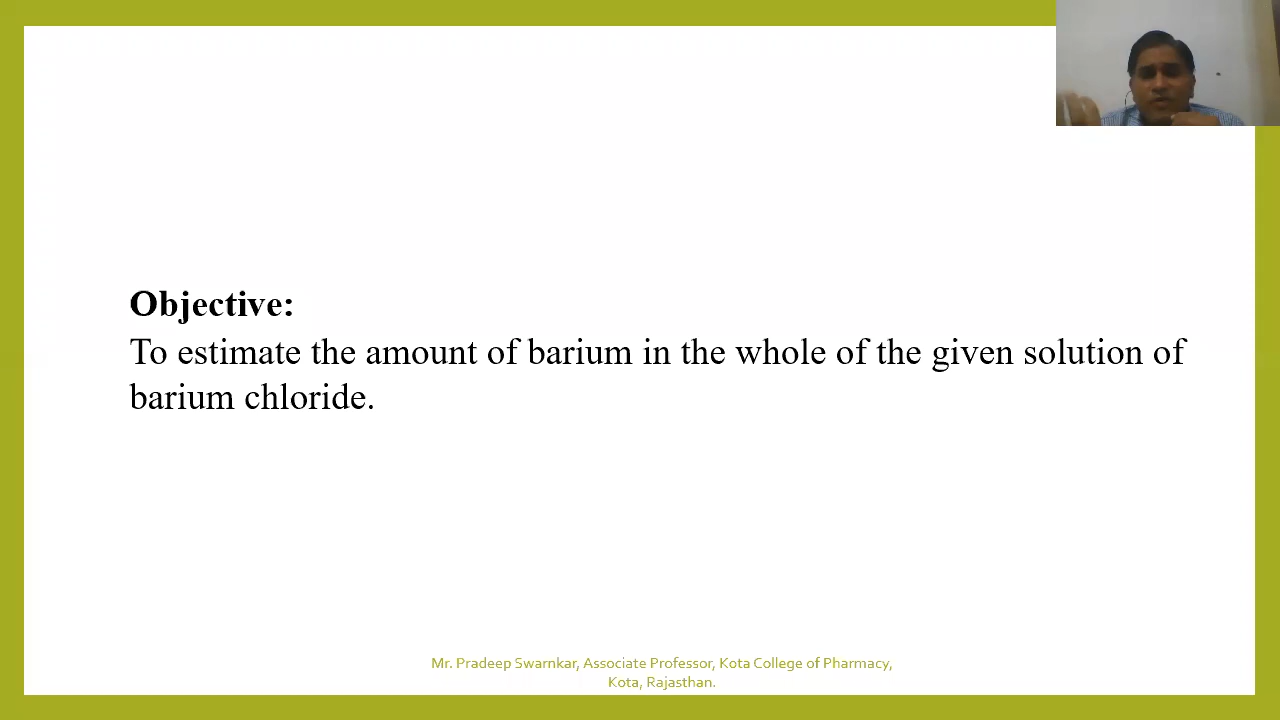 Objective:
To estimate the amount of barium in the whole of the given solution of
barium chloride.
Mr. Pradeep Swarnkar, Associate Professor, Kota College of Pharmacy,
Kota, Rajasthan.